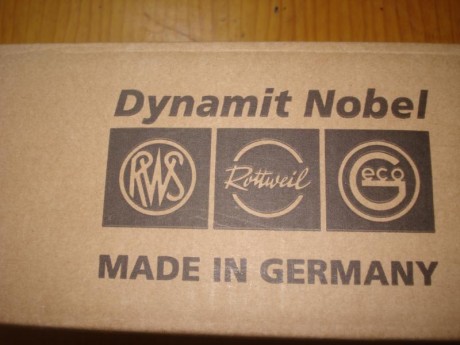 Dynamit Nobel
RWS Rottweil Geco
MADE IN GERMANY